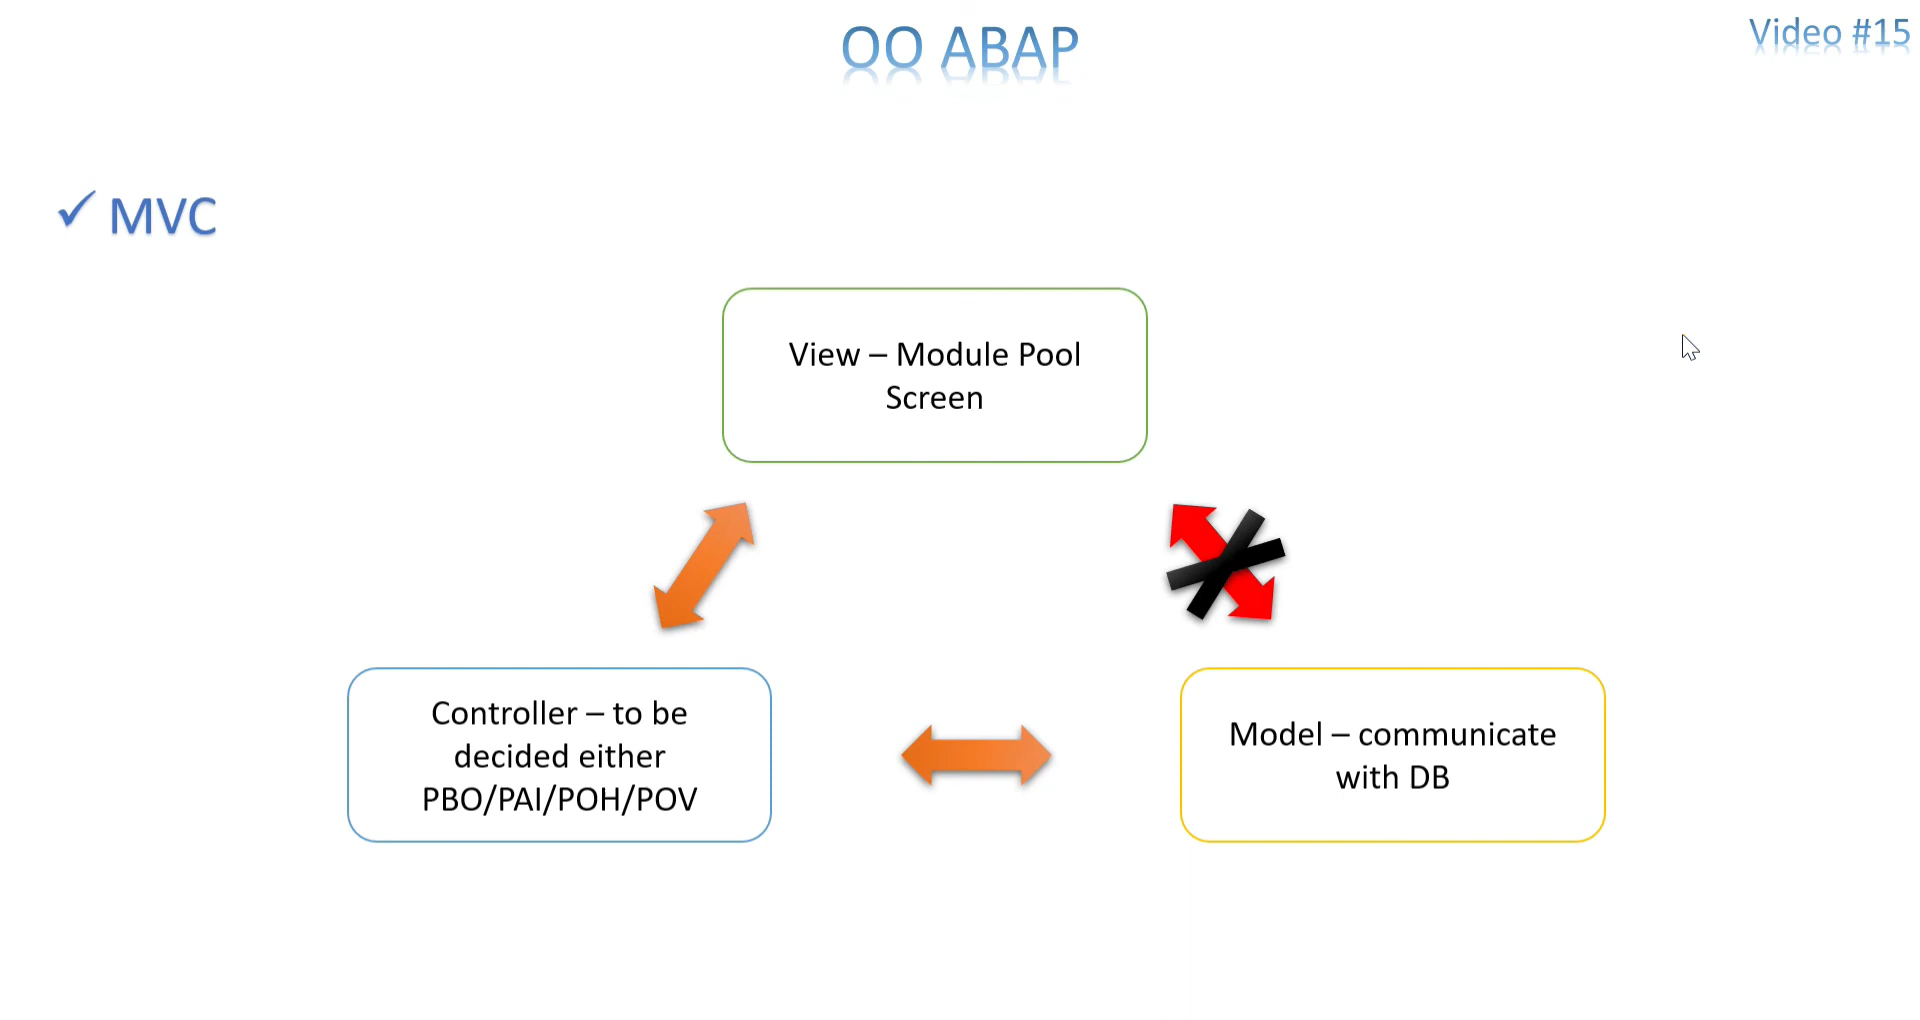 OO ABAP
Video #15
MVC
View – Module Pool
Screen
Controller – to be
decided either
PBO/PAI/POH/POV
Model – communicate
with DB